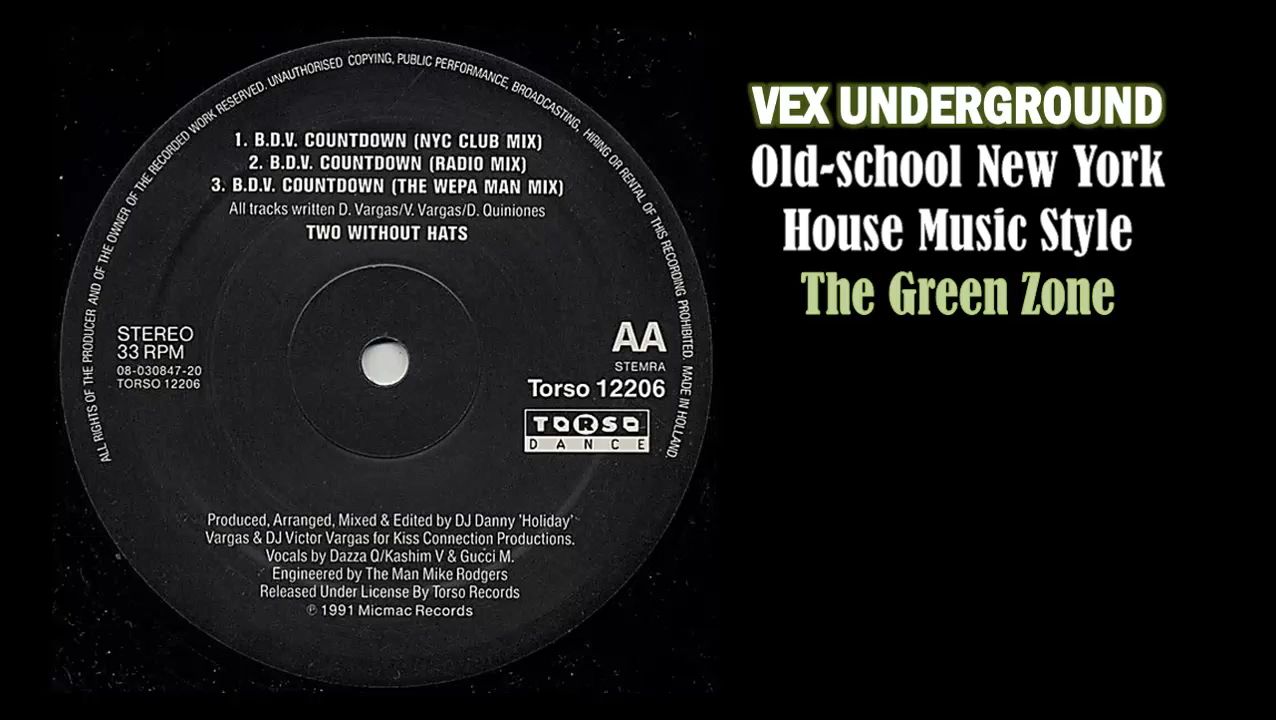 ALL RIGHTS OF THE PRODUCER AND OF THE OWNER OF THE RECORDED WORK RESERVED. UNAUTHORISED COPYING, PUBLIC PERFORMANCE, BROADCASTING, HIRING OR RENTAL OF THIS RECORDING PROHIBITED. MADE IN HOLLAND.
1. B.D.V. COUNTDOWN (NYC CLUB MIX)
2. B.D.V. COUNTDOWN (RADIO MIX)
3. B.D.V. COUNTDOWN (THE WEPA MAN MIX)
All tracks written D. Vargas/V. Vargas/D. Quiniones
TWO WITHOUT HATS
STEREO
33 RPM
08-030847-20
TORSO 12206
AA
STEMRA
Torso 12206
TORSO
DANCE
Produced, Arranged, Mixed & Edited by DJ Danny 'Holiday'
Vargas & DJ Victor Vargas for Kiss Connection Productions.
Vocals by Dazza Q/Kashim V & Gucci M.
Engineered by The Man Mike Rodgers
Released Under License By Torso Records
℗ 1991 Micmac Records
VEX UNDERGROUND
Old-school New York
House Music Style
The Green Zone